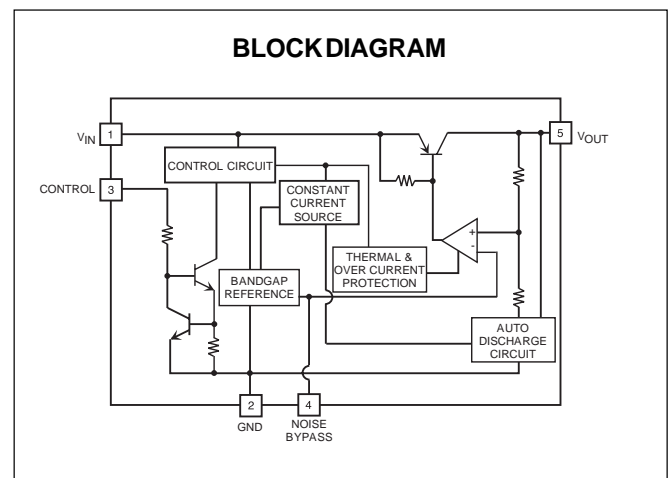 BLOCK DIAGRAM
VIN
1
5
VOUT
CONTROL CIRCUIT
CONTROL
3
CONSTANT
CURRENT
SOURCE
+
-
THERMAL &
OVER CURRENT
PROTECTION
BANDGAP
REFERENCE
AUTO
DISCHARGE
CIRCUIT
2
4
GND
NOISE
BYPASS